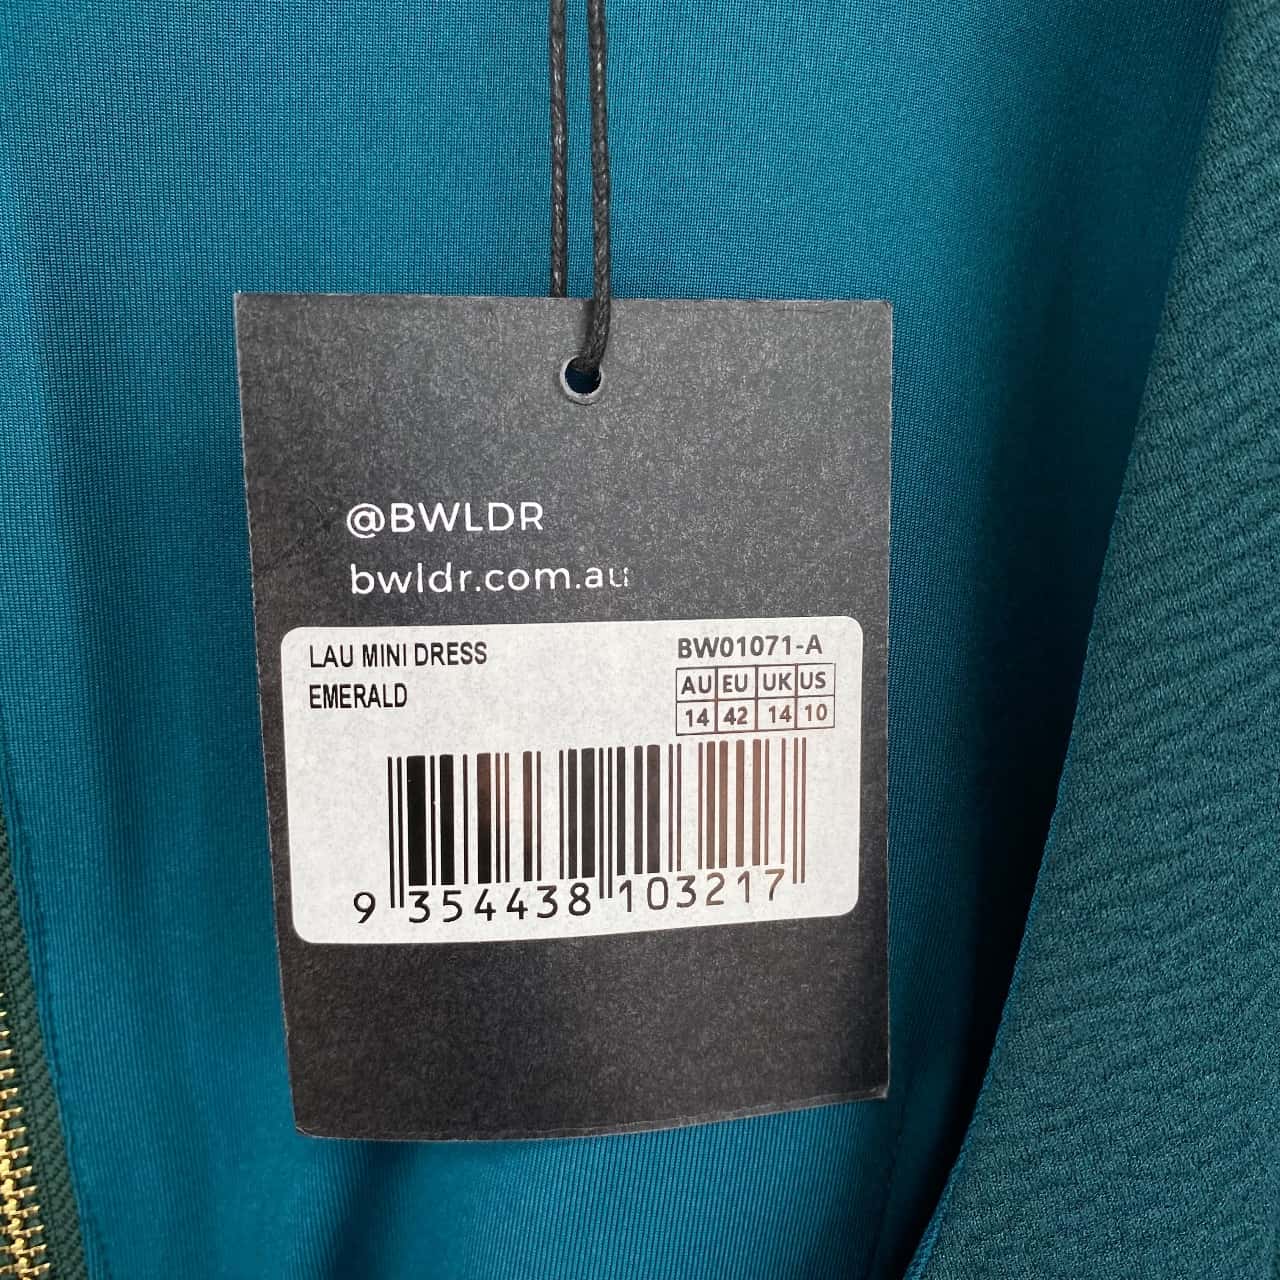 @BWLDR
bwldr.com.au
LAU MINI DRESS
EMERALD
BW01071-A
AU EU UK US
14 42 14 10
9 354438 103217